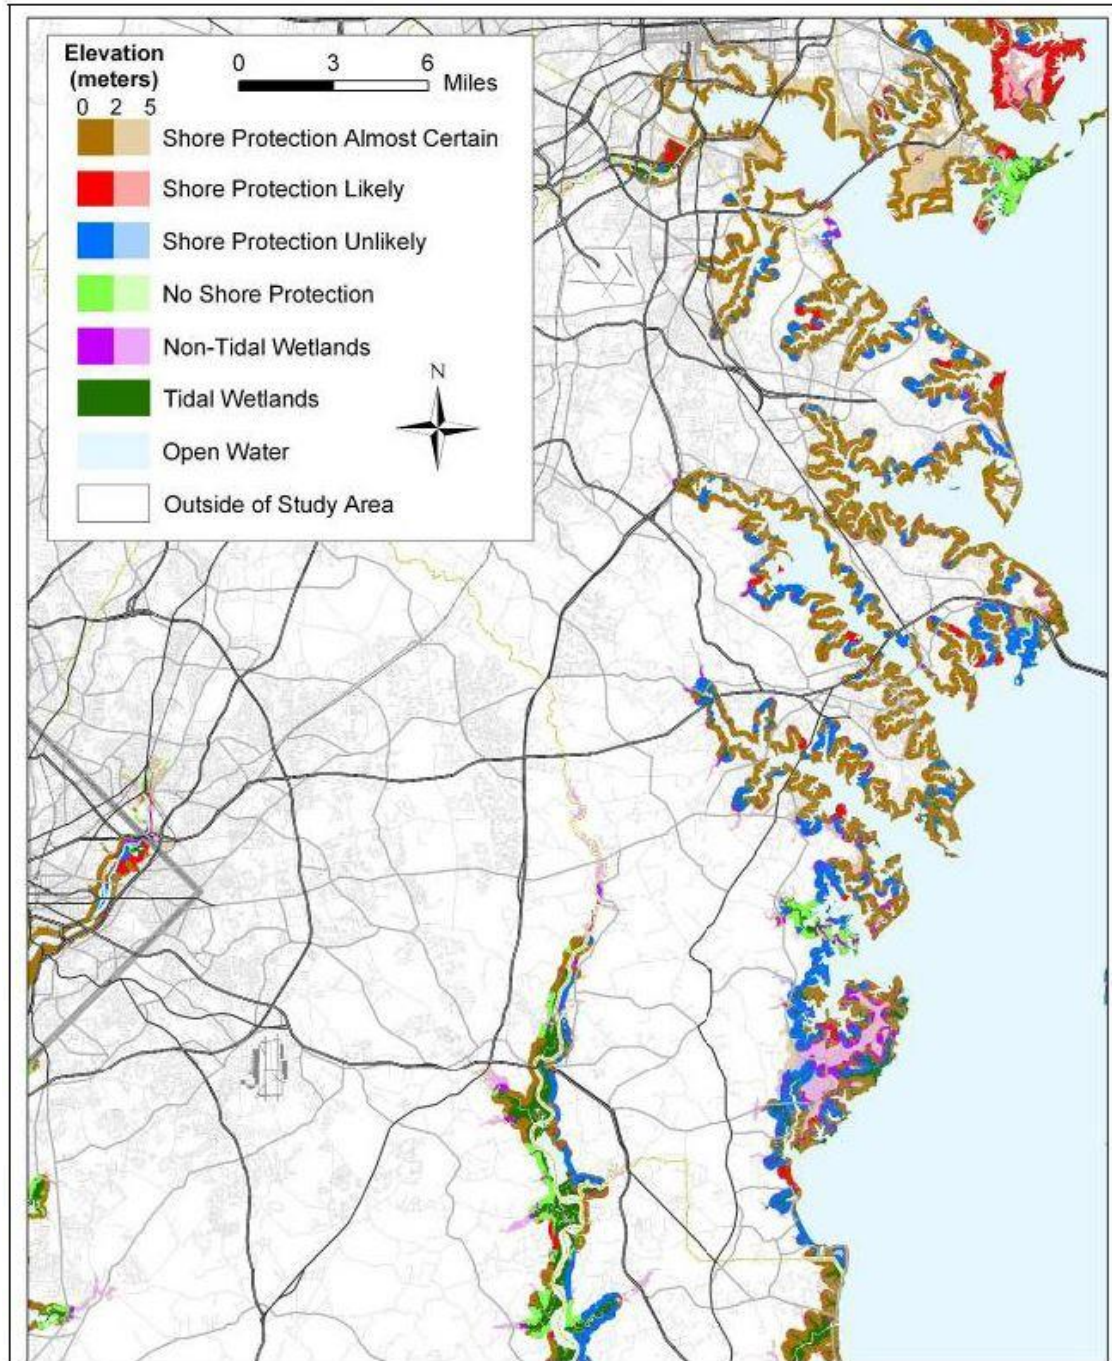 Elevation
(meters)
0 2 5
0 3 6
Miles
Shore Protection Almost Certain
Shore Protection Likely
Shore Protection Unlikely
No Shore Protection
Non-Tidal Wetlands
N
Tidal Wetlands
Open Water
Outside of Study Area